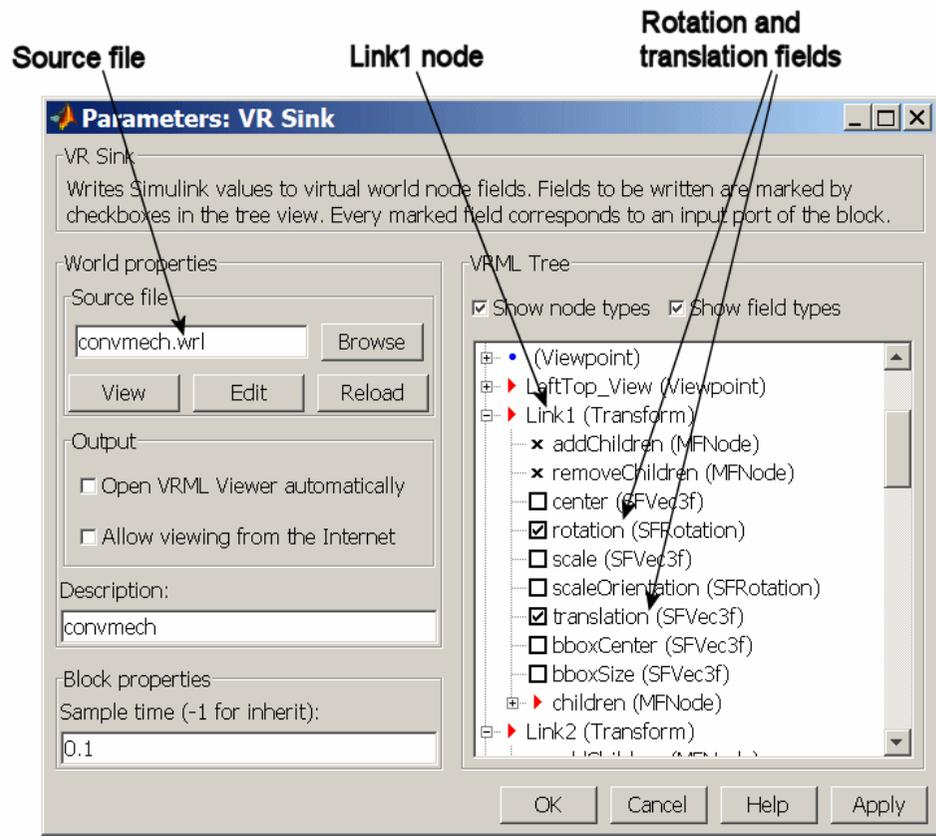 Source file
Link1 node
Rotation and
translation fields
Parameters: VR Sink
VR Sink
Writes Simulink values to virtual world node fields. Fields to be written are marked by
checkboxes in the tree view. Every marked field corresponds to an input port of the block.
World properties
Source file
convmech.wrl
Browse
View
Edit
Reload
Output
Open VRML Viewer automatically
Allow viewing from the Internet
Description:
convmech
Block properties
Sample time (-1 for inherit):
0.1
VRML Tree
Show node types
Show field types
(Viewpoint)
LeftTop_View (Viewpoint)
Link1 (Transform)
addChildren (MFNode)
removeChildren (MFNode)
center (SFVec3f)
rotation (SFRotation)
scale (SFVec3f)
scaleOrientation (SFRotation)
translation (SFVec3f)
bboxCenter (SFVec3f)
bboxSize (SFVec3f)
children (MFNode)
Link2 (Transform)
OK
Cancel
Help
Apply